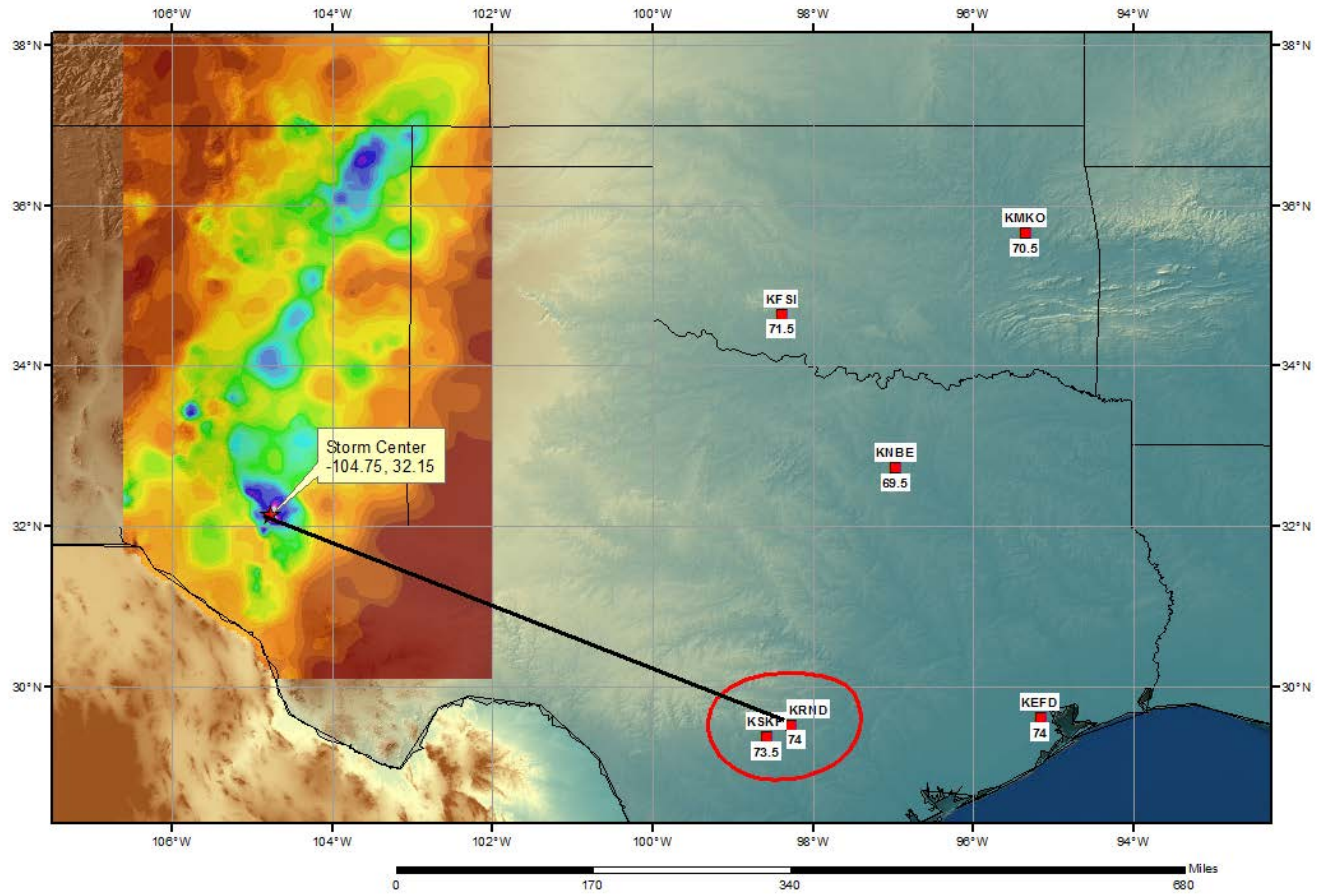 106°W 104°W 102°W 100°W 98°W 96°W 94°W
38°N 38°N
36°N 36°N
KMKO
70.5
KFSI
71.5
34°N 34°N
KNBE
69.5
Storm Center
-104.75, 32.15
32°N 32°N
30°N 30°N
KSKF KRND
73.5 74
KEFD
74
106°W 104°W 102°W 100°W 98°W 96°W 94°W
Miles
0 170 340 680